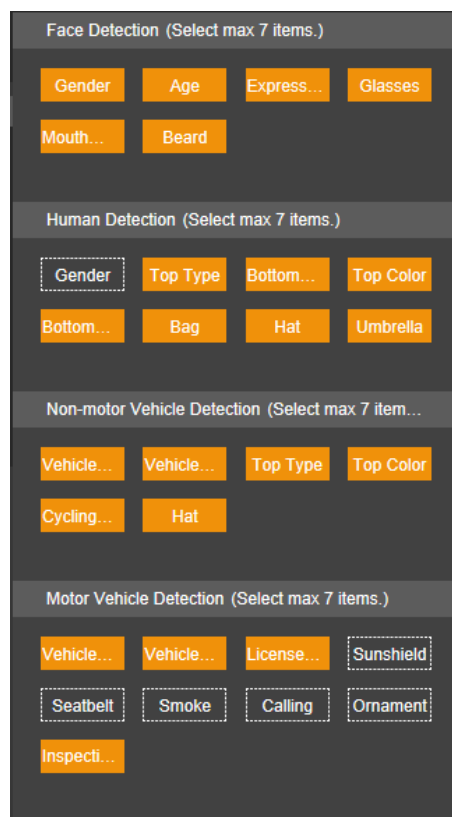 Face Detection (Select max 7 items.)
Gender Age Express... Glasses
Mouth... Beard
Human Detection (Select max 7 items.)
Gender Top Type Bottom... Top Color
Bottom... Bag Hat Umbrella
Non-motor Vehicle Detection (Select max 7 item...
Vehicle... Vehicle... Top Type Top Color
Cycling... Hat
Motor Vehicle Detection (Select max 7 items.)
Vehicle... Vehicle... License... Sunshield
Seatbelt Smoke Calling Ornament
Inspecti...